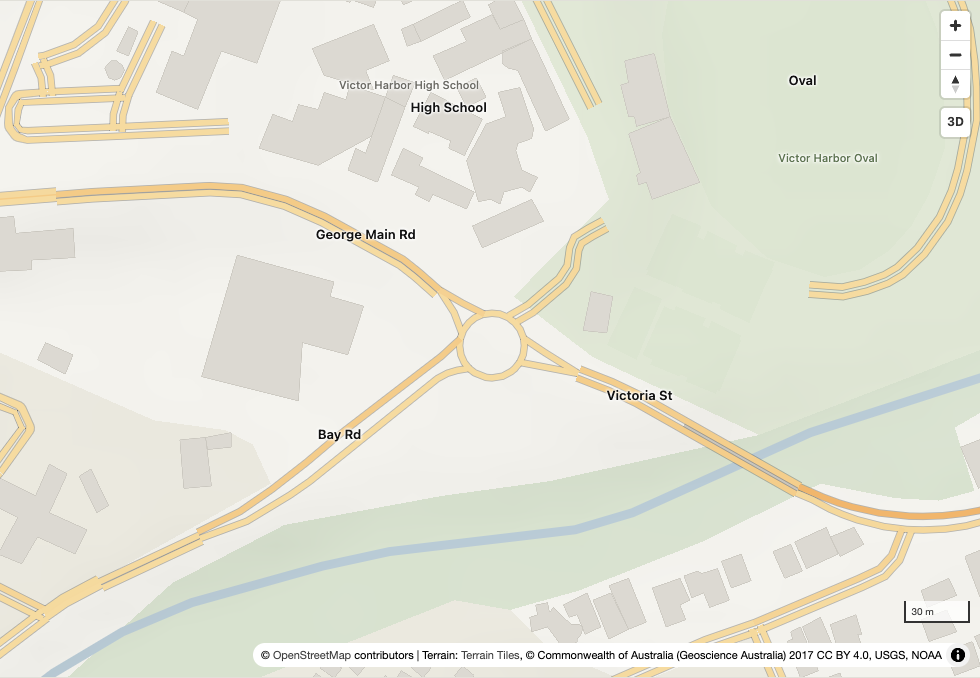 Oval
Victor Harbor High School
High School
3D
Victor Harbor Oval
George Main Rd
Victoria St
Bay Rd
30 m
© OpenStreetMap contributors | Terrain: Terrain Tiles, © Commonwealth of Australia (Geoscience Australia) 2017 CC BY 4.0, USGS, NOAA